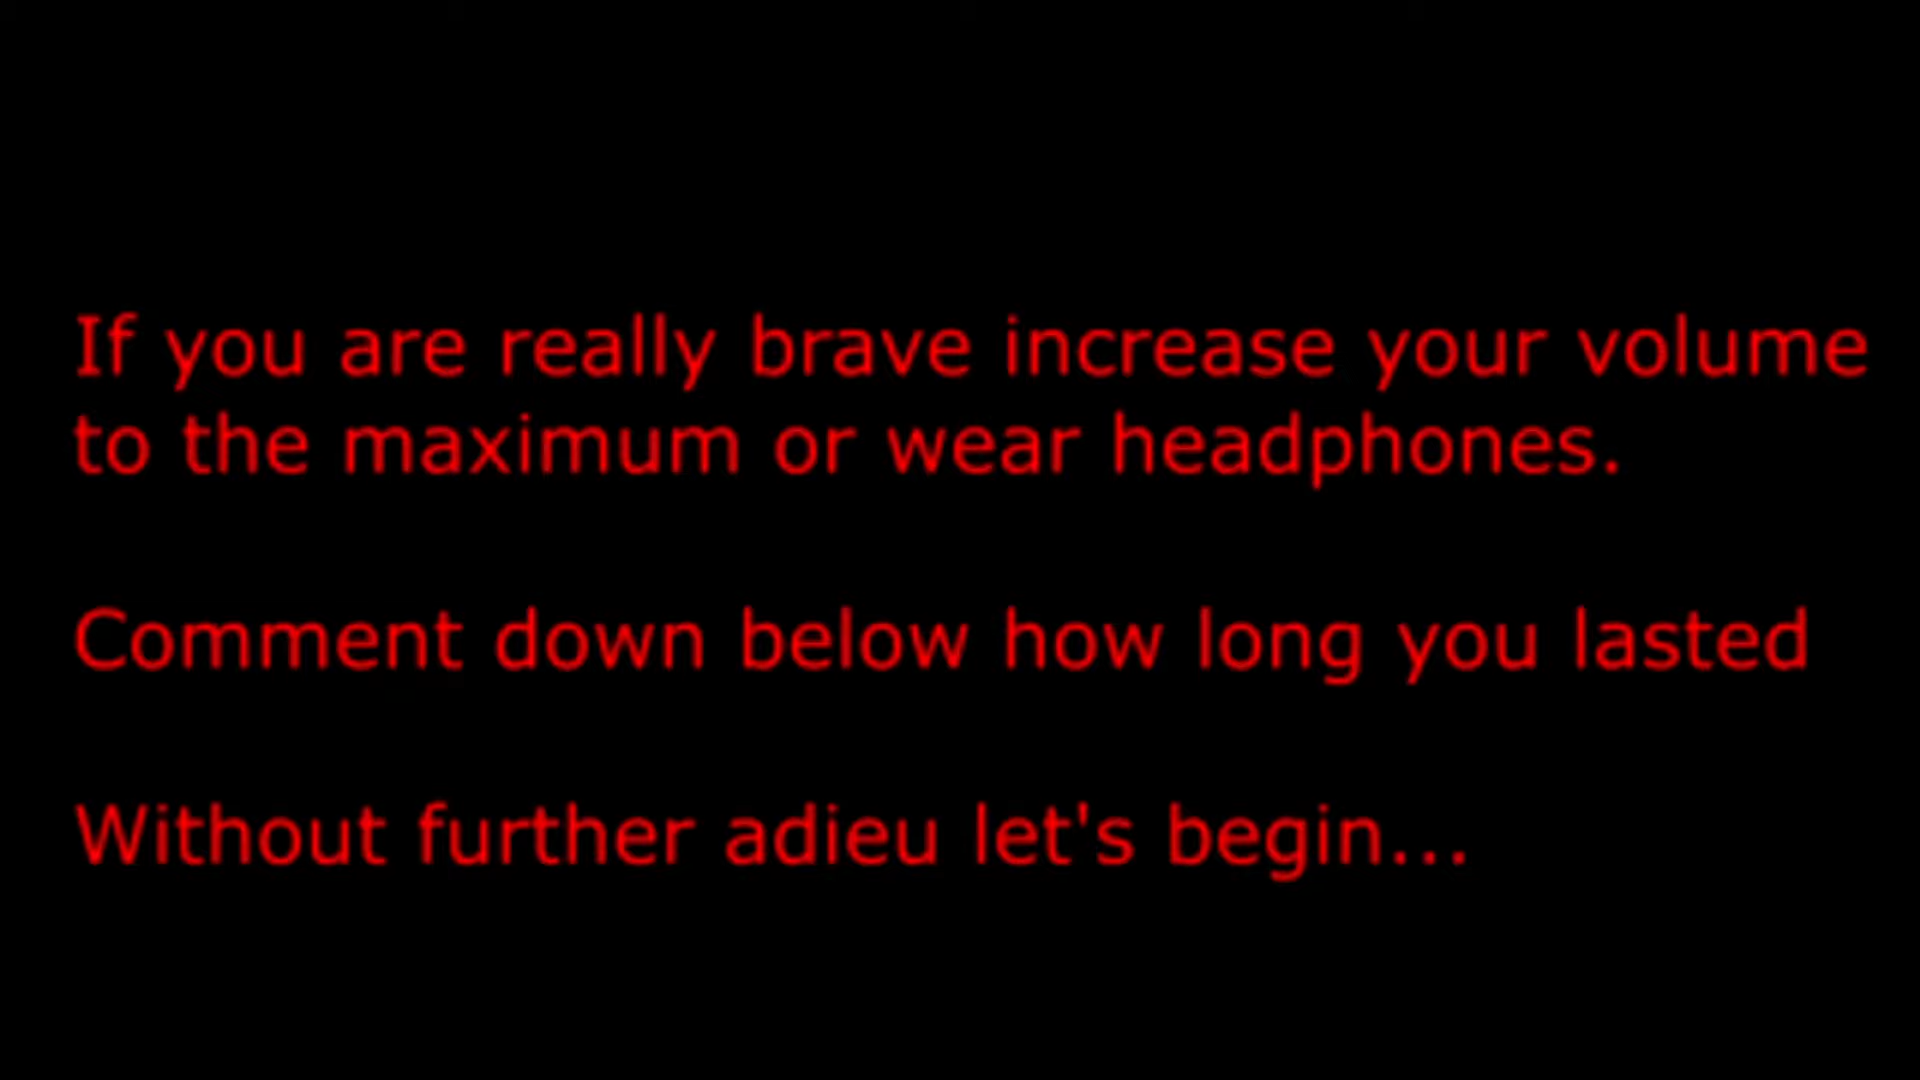 If you are really brave increase your volume
to the maximum or wear headphones.
Comment down below how long you lasted
Without further adieu let's begin...